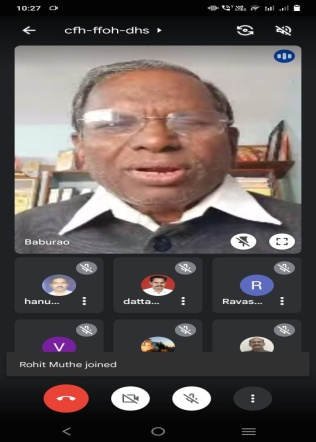 10:27
cfh-ffoh-dhs
Baburao
hanu...
datta...
R
Ravas...
V
Rohit Muthe joined